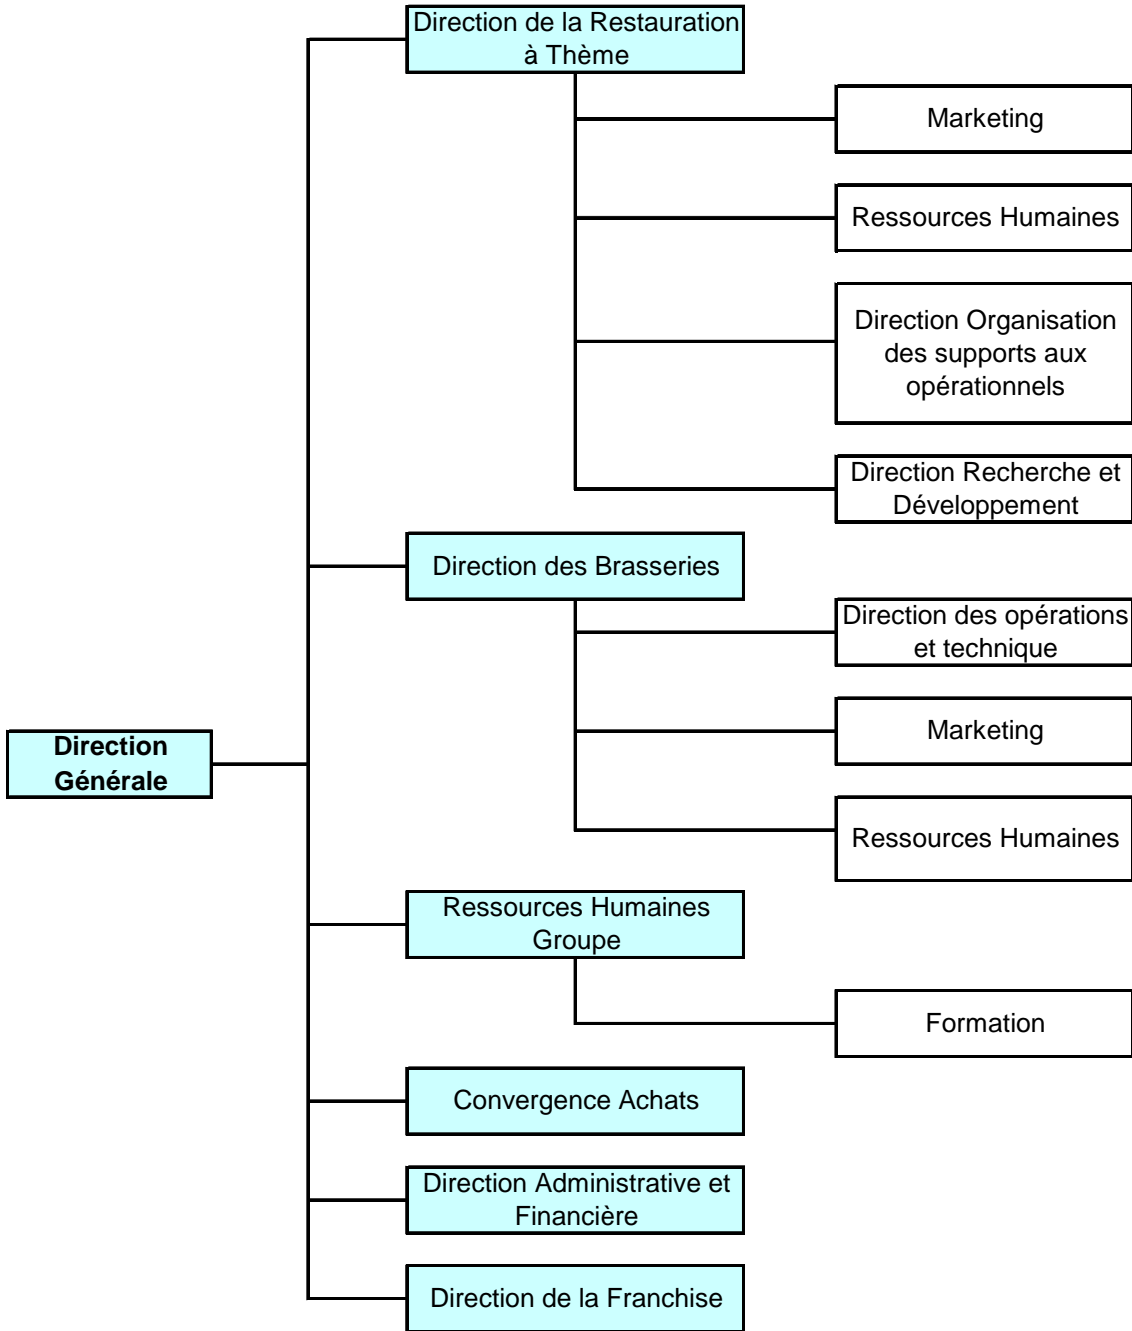 Direction de la Restauration
à Thème
Marketing
Ressources Humaines
Direction Organisation
des supports aux
opérationnels
Direction Recherche et
Développement
Direction des Brasseries
Direction des opérations
et technique
Marketing
Direction
Générale
Ressources Humaines
Ressources Humaines
Groupe
Formation
Convergence Achats
Direction Administrative et
Financière
Direction de la Franchise